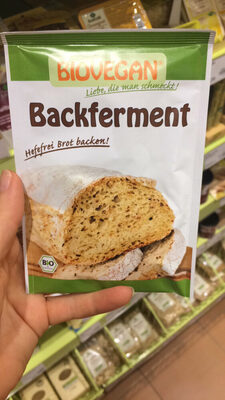 BIOVEGAN
Liebe, die man schmeckt!
Backferment
Hefefrei Brot backen!
BIO